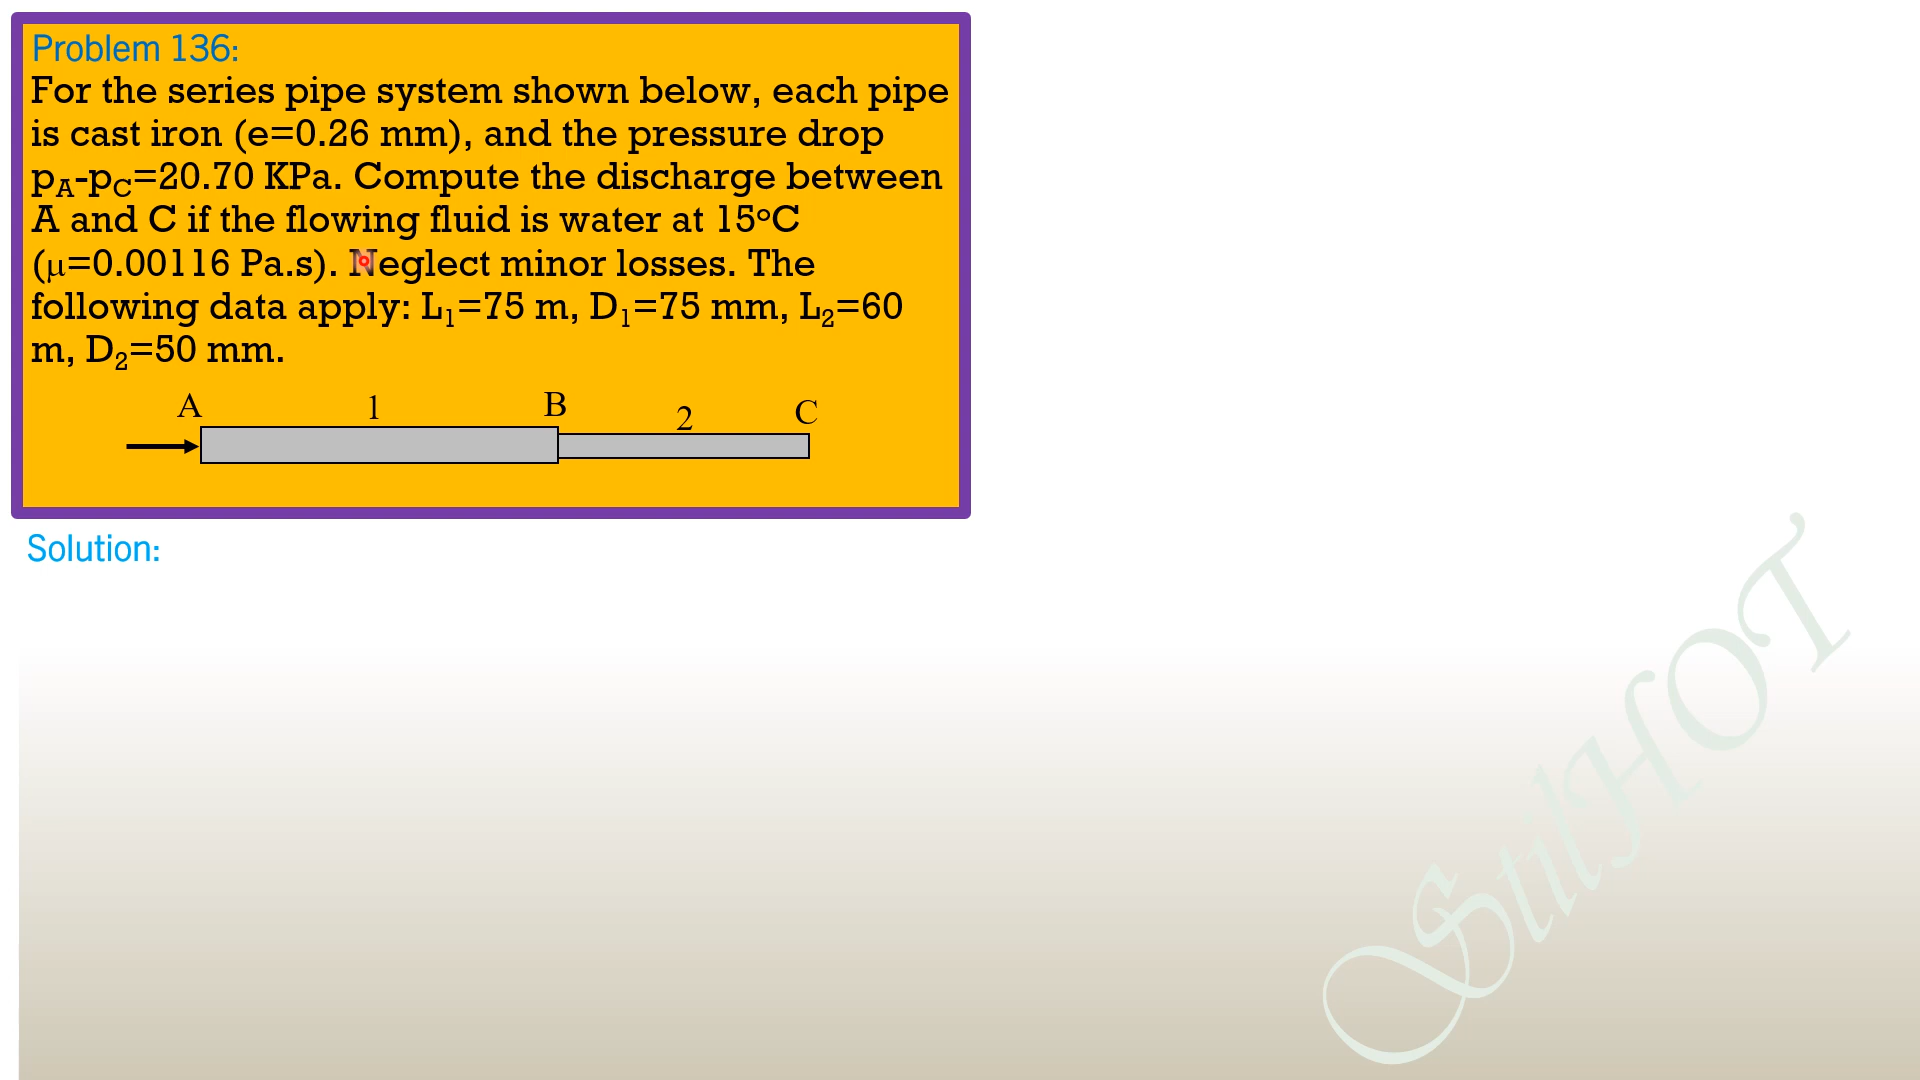 Problem 136:
For the series pipe system shown below, each pipe
is cast iron (e=0.26 mm), and the pressure drop
pA-pC=20.70 KPa. Compute the discharge between
A and C if the flowing fluid is water at 15°C
(μ=0.00116 Pa.s). Neglect minor losses. The
following data apply: L1=75 m, D1=75 mm, L2=60
m, D2=50 mm.
A 1 B 2 C
Solution:
StilHOT